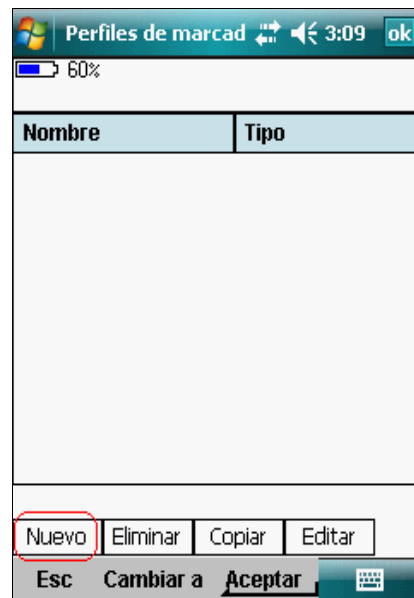 Perfiles de marcad 3:09 ok
60%
Nombre Tipo
Nuevo Eliminar Copiar Editar
Esc Cambiar a Aceptar